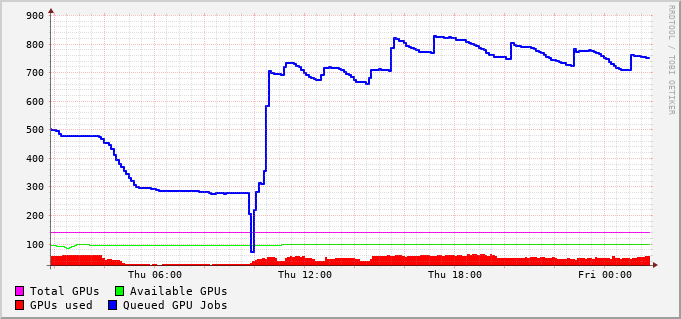 900
800
700
600
500
400
300
200
100
Thu 06:00 Thu 12:00 Thu 18:00 Fri 00:00
Total GPUs Available GPUs
GPUs used Queued GPU Jobs
RRDTOOL / TOBI OETIKER